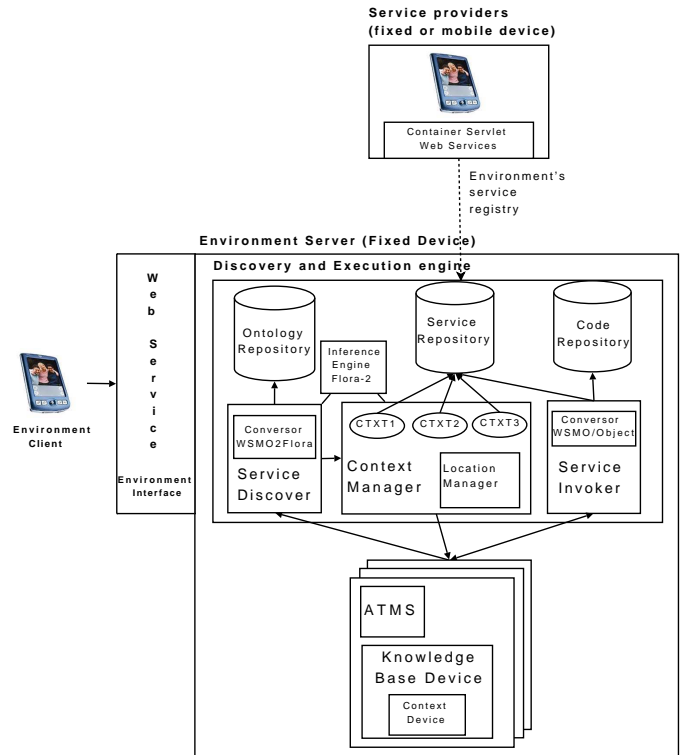 Service providers
(fixed or mobile device)
Container Servlet
Web Services
Environment's
service
registry
Environment Server (Fixed Device)
Discovery and Execution engine
Web Service
Environment
Interface
Environment
Client
Ontology
Repository
Service
Repository
Code
Repository
Inference
Engine
Flora-2
Conversor
WSMO2Flora
Service
Discover
CTXT1
CTXT2
CTXT3
Context
Manager
Location
Manager
Conversor
WSMO/Object
Service
Invoker
ATMS
Knowledge
Base Device
Context
Device